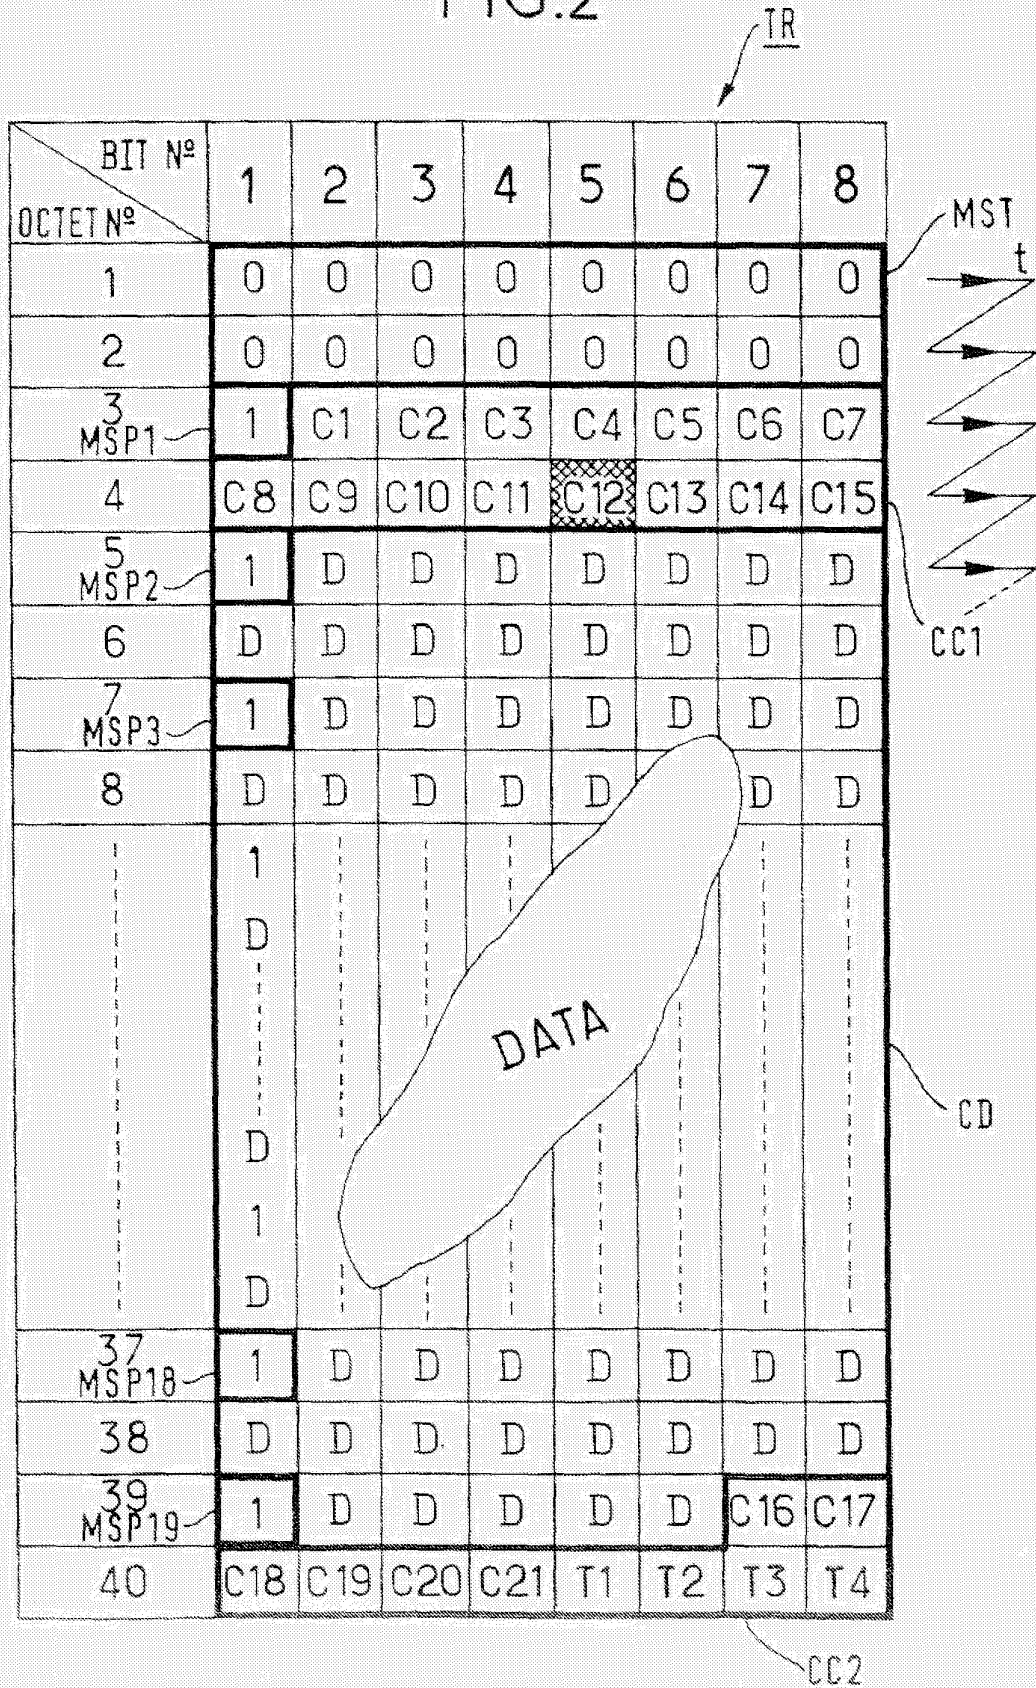 FIG.2
TR
BIT Nº 1 2 3 4 5 6 7 8
OCTET Nº
MST
t
1 0 0 0 0 0 0 0 0
2 0 0 0 0 0 0 0 0
3 MSP1 1 C1 C2 C3 C4 C5 C6 C7
4 C8 C9 C10 C11 C12 C13 C14 C15
5 MSP2 1 D D D D D D D
CC1
6 D D D D D D D D
7 MSP3 1 D D D D D D D
8 D D D D D D D
1
D
DATA
CD
D
1
D
37 MSP18 1 D D D D D D D
38 D D D D D D D D
39 MSP19 1 D D D D D C16 C17
40 C18 C19 C20 C21 T1 T2 T3 T4
CC2